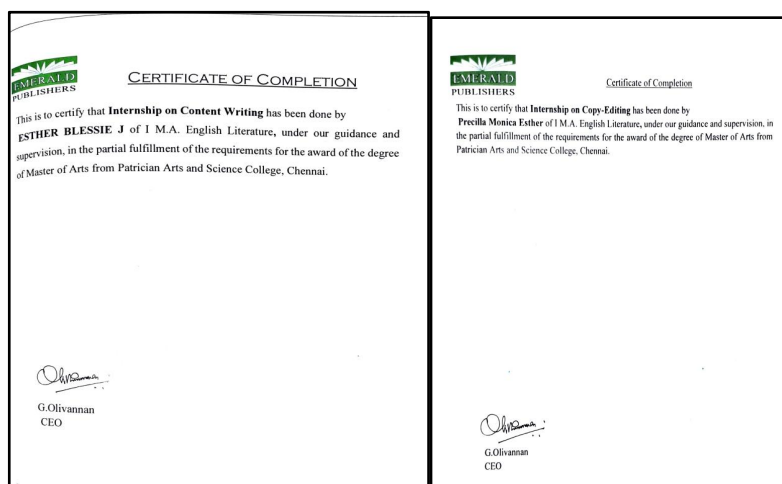 EMERALD
PUBLISHERS
CERTIFICATE OF COMPLETION
This is to certify that Internship on Content Writing has been done by
ESTHER BLESSIE J of I M.A. English Literature, under our guidance and
supervision, in the partial fulfillment of the requirements for the award of the degree
of Master of Arts from Patrician Arts and Science College, Chennai.
G.Olivannan
CEO
EMERALD
PUBLISHERS
Certificate of Completion
This is to certify that Internship on Copy-Editing has been done by
Precilla Monica Esther of I M.A. English Literature, under our guidance and supervision, in
the partial fulfillment of the requirements for the award of the degree of Master of Arts from
Patrician Arts and Science College, Chennai.
G.Olivannan
CEO